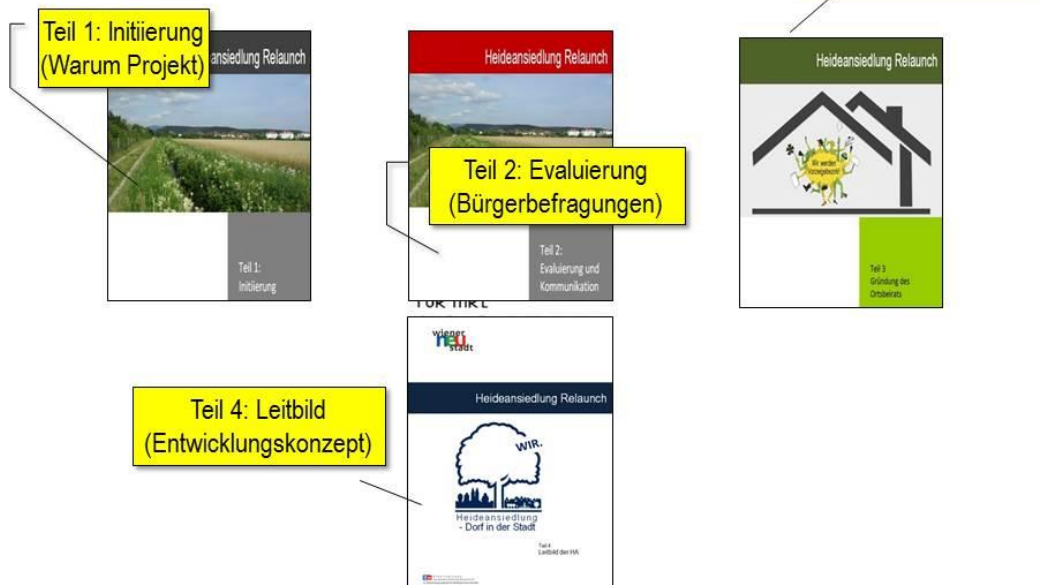 Teil 1: Initiierung
(Warum Projekt)
ansiedlung Relaunch
Teil 1:
Initiierung
Heideansiedlung Relaunch
Teil 2: Evaluierung
(Bürgerbefragungen)
Teil 2:
Evaluierung und
Kommunikation
Heideansiedlung Relaunch
Wir werden
Teil 3
Gründung des
Ortsbeirats
wiener
neu
stadt
Heideansiedlung Relaunch
Teil 4: Leitbild
(Entwicklungskonzept)
WIR.
Heideansiedlung
- Dorf in der Stadt
Teil 4
Leitbild der HA